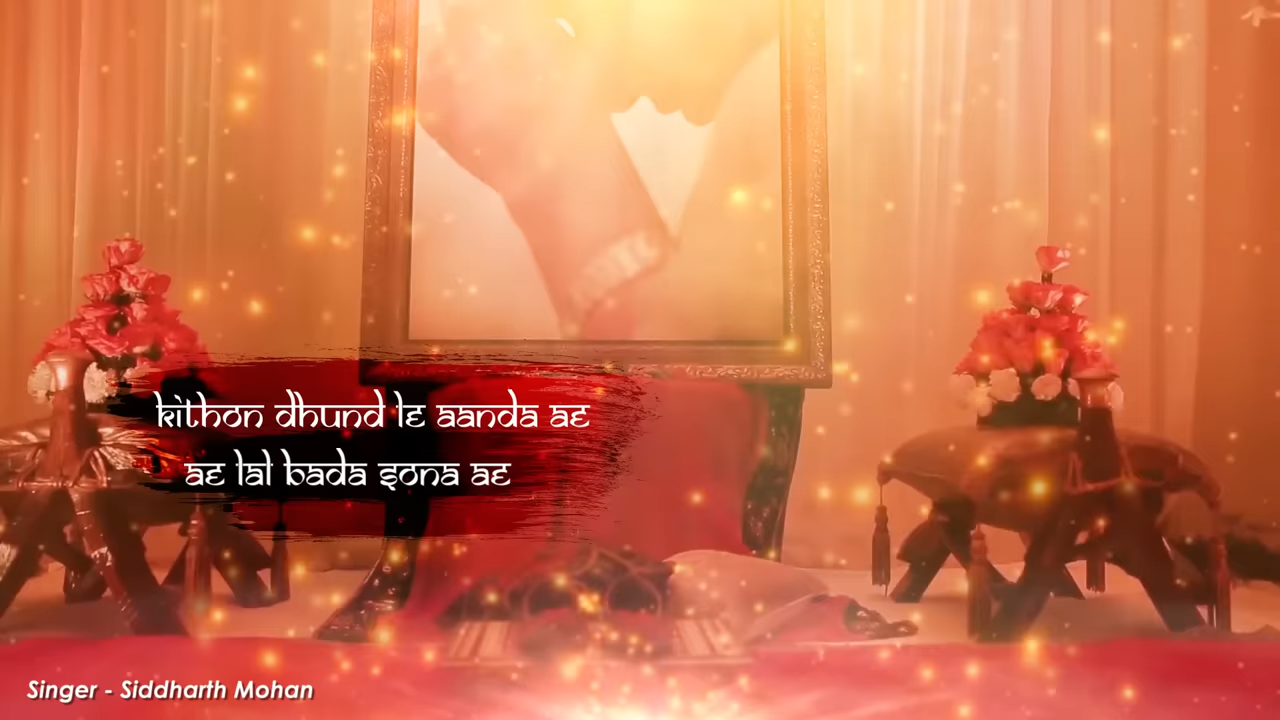 kithon dhund le aanda ae
ae lal bada sona ae
Singer - Siddharth Mohan